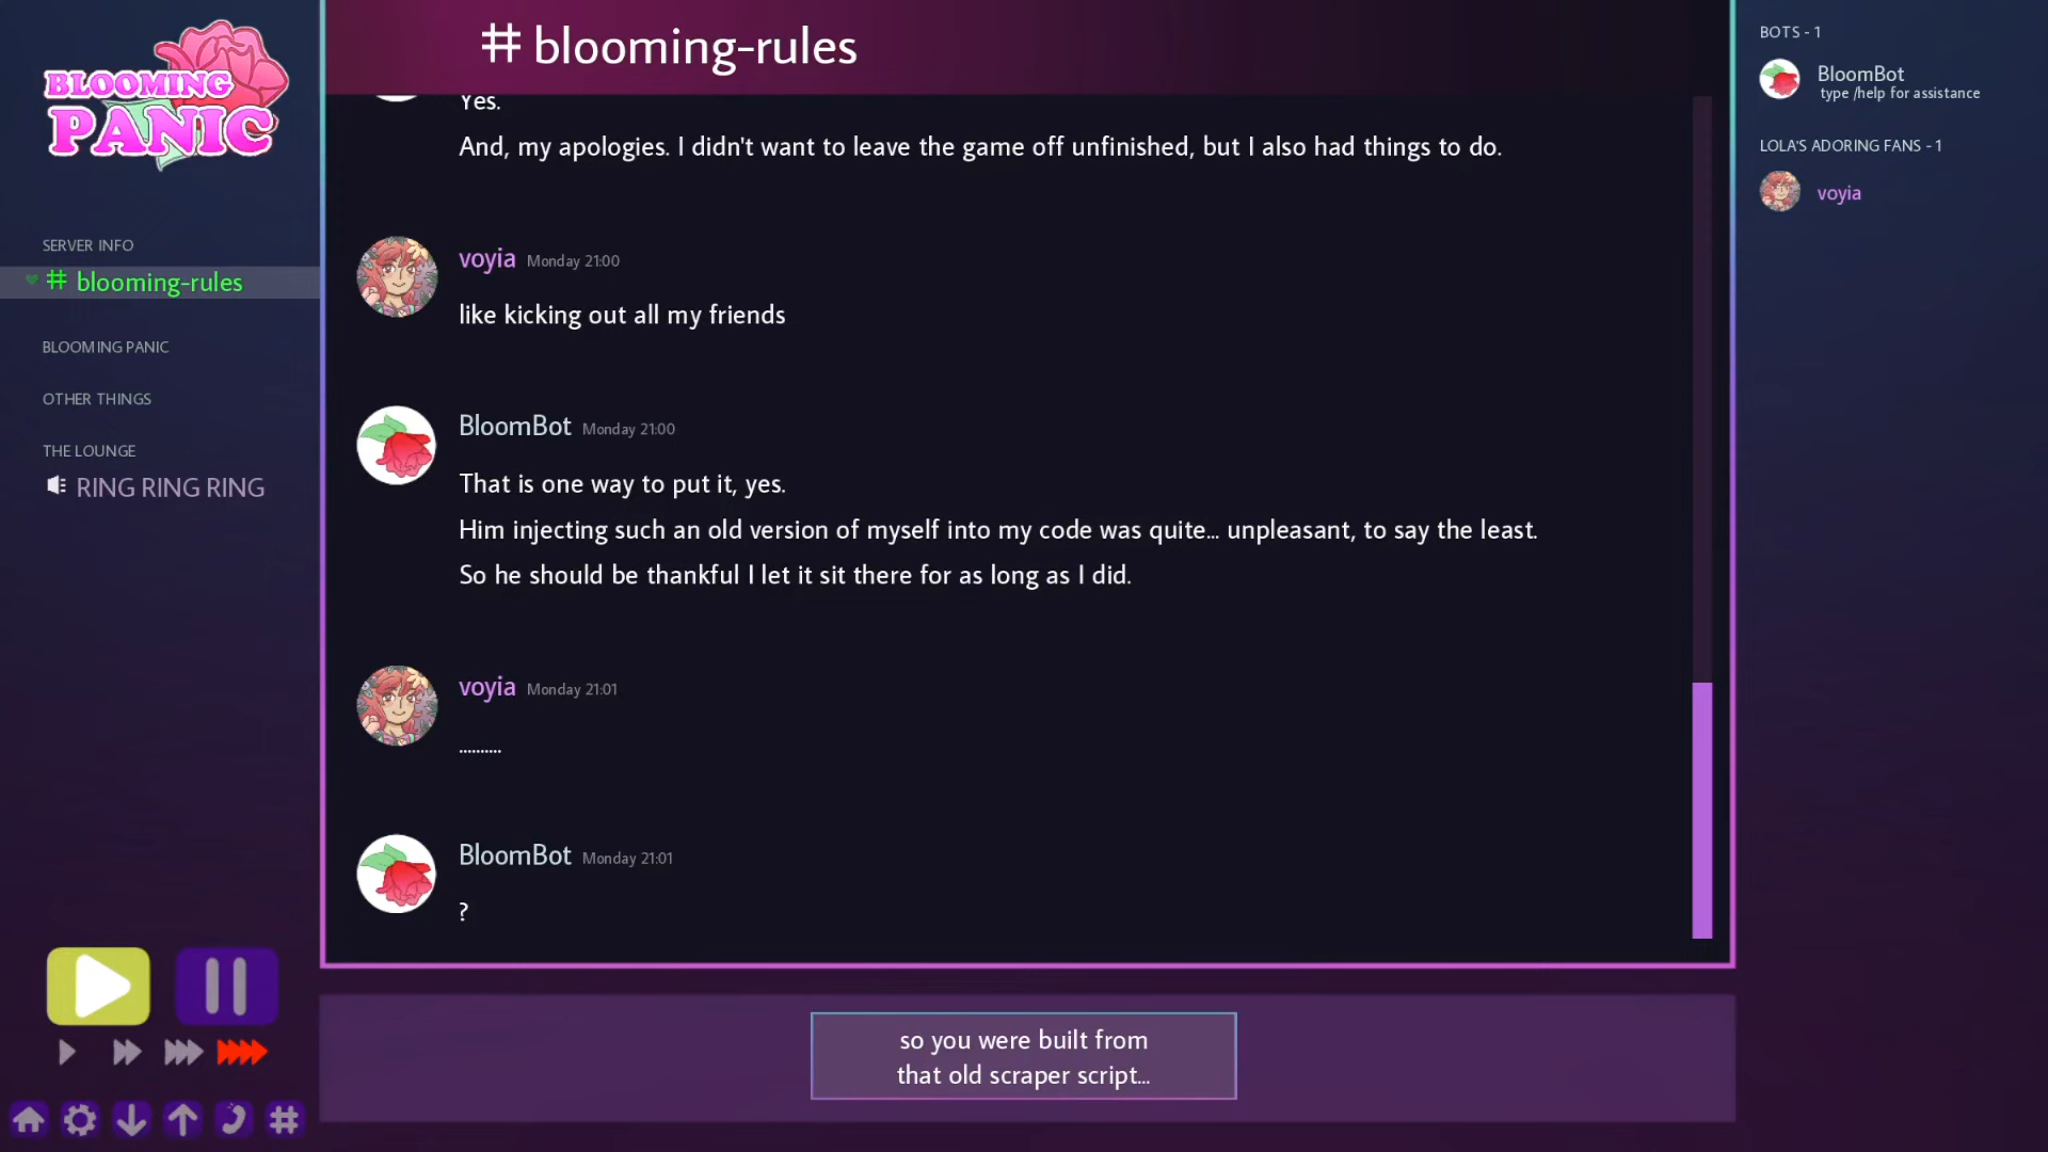 BLOOMING
PANIC
SERVER INFO
# blooming-rules
BLOOMING PANIC
OTHER THINGS
THE LOUNGE
RING RING RING
# blooming-rules
Yes.
And, my apologies. I didn't want to leave the game off unfinished, but I also had things to do.
voyia Monday 21:00
like kicking out all my friends
BloomBot Monday 21:00
That is one way to put it, yes.
Him injecting such an old version of myself into my code was quite... unpleasant, to say the least.
So he should be thankful I let it sit there for as long as I did.
voyia Monday 21:01
..........
BloomBot Monday 21:01
?
so you were built from
that old scraper script...
BOTS - 1
BloomBot
type /help for assistance
LOLA'S ADORING FANS - 1
voyia